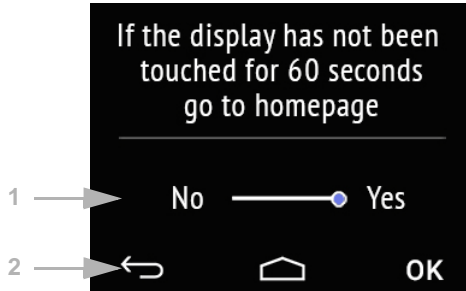 If the display has not been
touched for 60 seconds
go to homepage
1 No Yes
2 OK